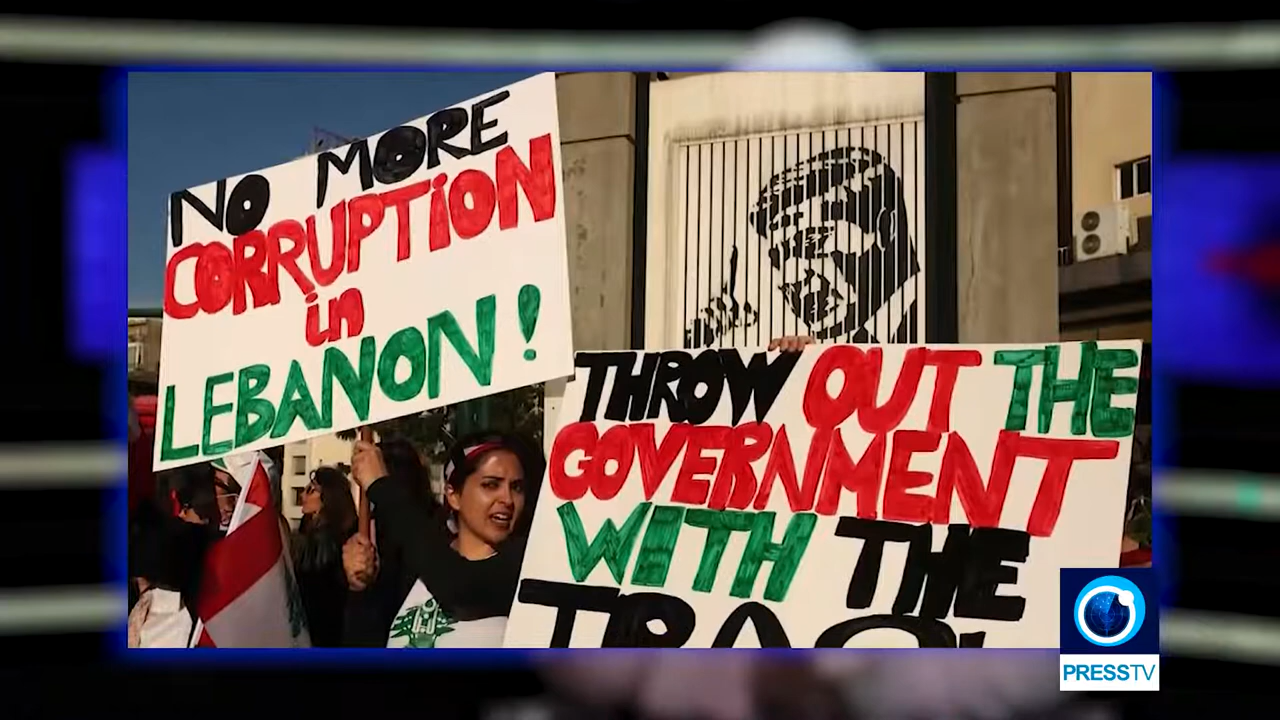 NO MORE
CORRUPTiON
in
LEBANON!
THROW OUT THE
GOVERNMENT
WITH THE
PRESSTV